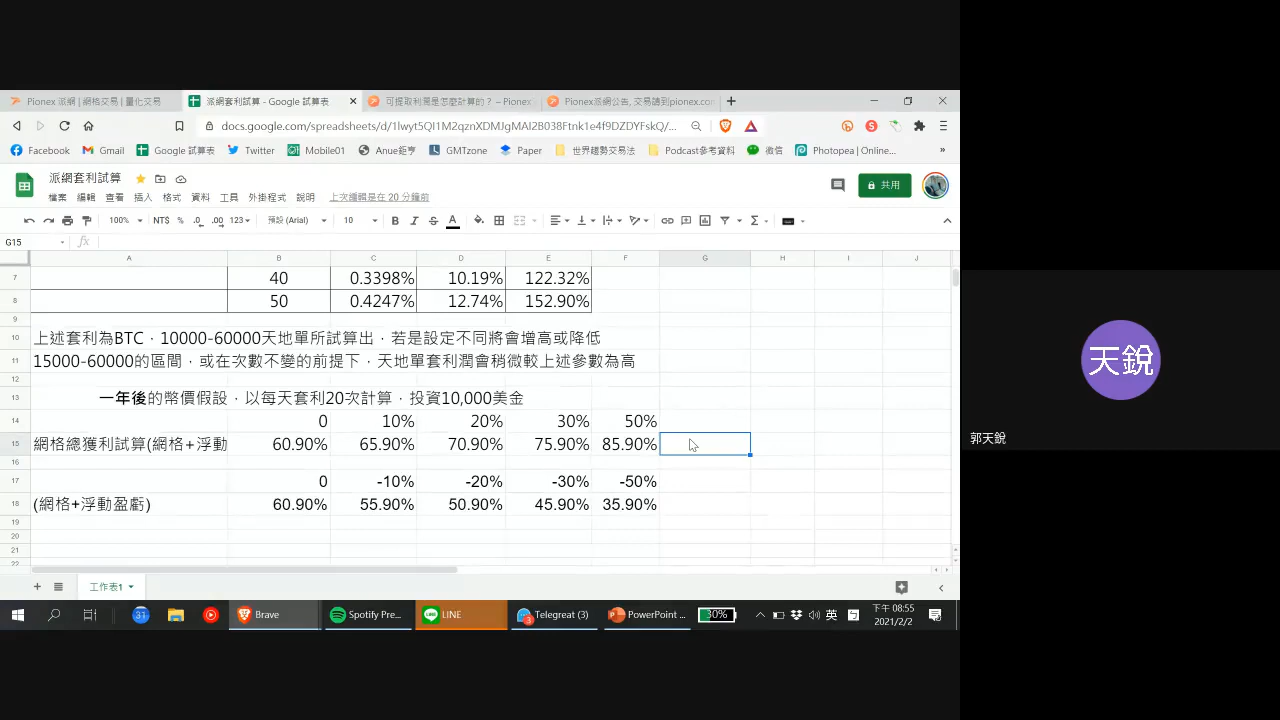 Pionex 派網 | 網格交易 | 量化交易
派網套利試算 - Google 試算表
可提取利潤是怎麼計算的？ – Pionex
Pionex派網公告, 交易請到pionex.com
docs.google.com/spreadsheets/d/1lwyt5QI1M2qznXDMJgMAI2B038Ftnk1e4f9DZDYFskQ/...
Facebook Gmail Google 試算表 Twitter Mobile01 Anue鉅亨 GMTzone Paper 世界趨勢交易法 Podcast參考資料 微信 Photopea | Online...
派網套利試算
共用
檔案 編輯 查看 插入 格式 資料 工具 外掛程式 說明 上次編輯是在 20 分鐘前
100% NT$ % .0 .00 123 預設 (Arial) 10 B I S A
G15 fx
A B C D E F G H I J
7 40 0.3398% 10.19% 122.32%
8 50 0.4247% 12.74% 152.90%
9
10 上述套利為BTC，10000-60000天地單所試算出，若是設定不同將會增高或降低
11 15000-60000的區間，或在次數不變的前提下，天地單套利潤會稍微較上述參數為高
12
13 一年後的幣價假設，以每天套利20次計算，投資10,000美金
14 0 10% 20% 30% 50%
15 網格總獲利試算(網格+浮動 60.90% 65.90% 70.90% 75.90% 85.90%
16
17 0 -10% -20% -30% -50%
18 (網格+浮動盈虧) 60.90% 55.90% 50.90% 45.90% 35.90%
19
20
21
22
工作表1
31 Brave Spotify Pre... LINE Telegreat (3) PowerPoint ... 30% 英 下午 08:55
2021/2/2
天銳
郭天銳